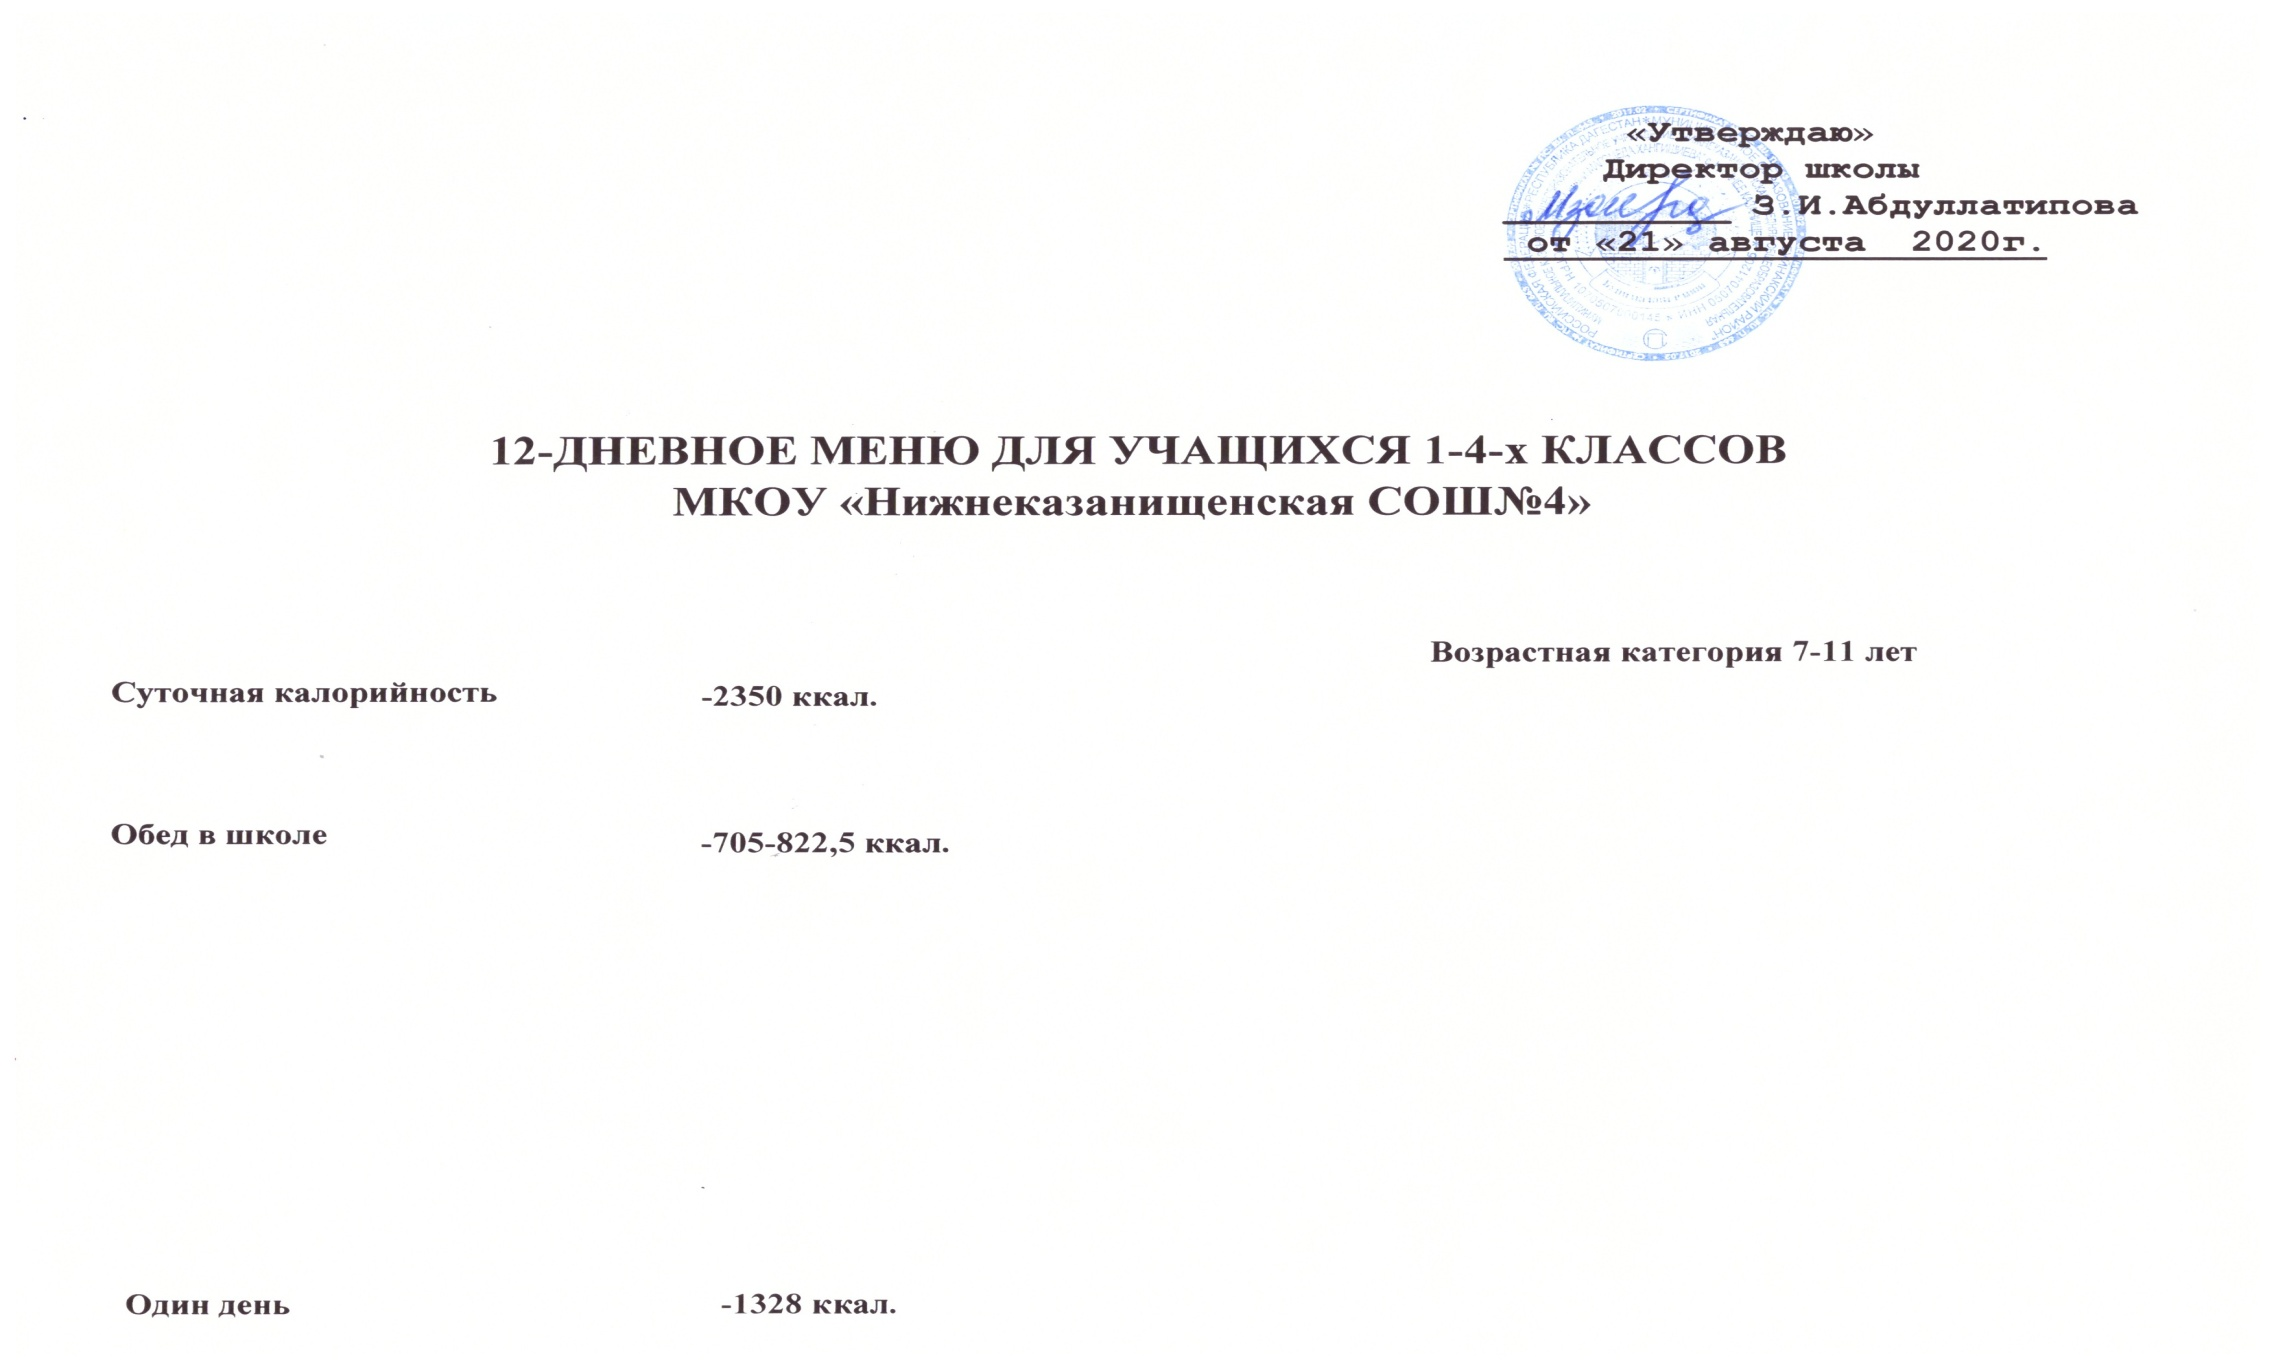 «Утверждаю»
Директор школы
З.И.Абдуллатипова
от «21» августа 2020г.
12-ДНЕВНОЕ МЕНЮ ДЛЯ УЧАЩИХСЯ 1-4-х КЛАССОВ
МКОУ «Нижнеказанищенская СОШ№4»
Возрастная категория 7-11 лет
Суточная калорийность -2350 ккал.
Обед в школе -705-822,5 ккал.
Один день -1328 ккал.